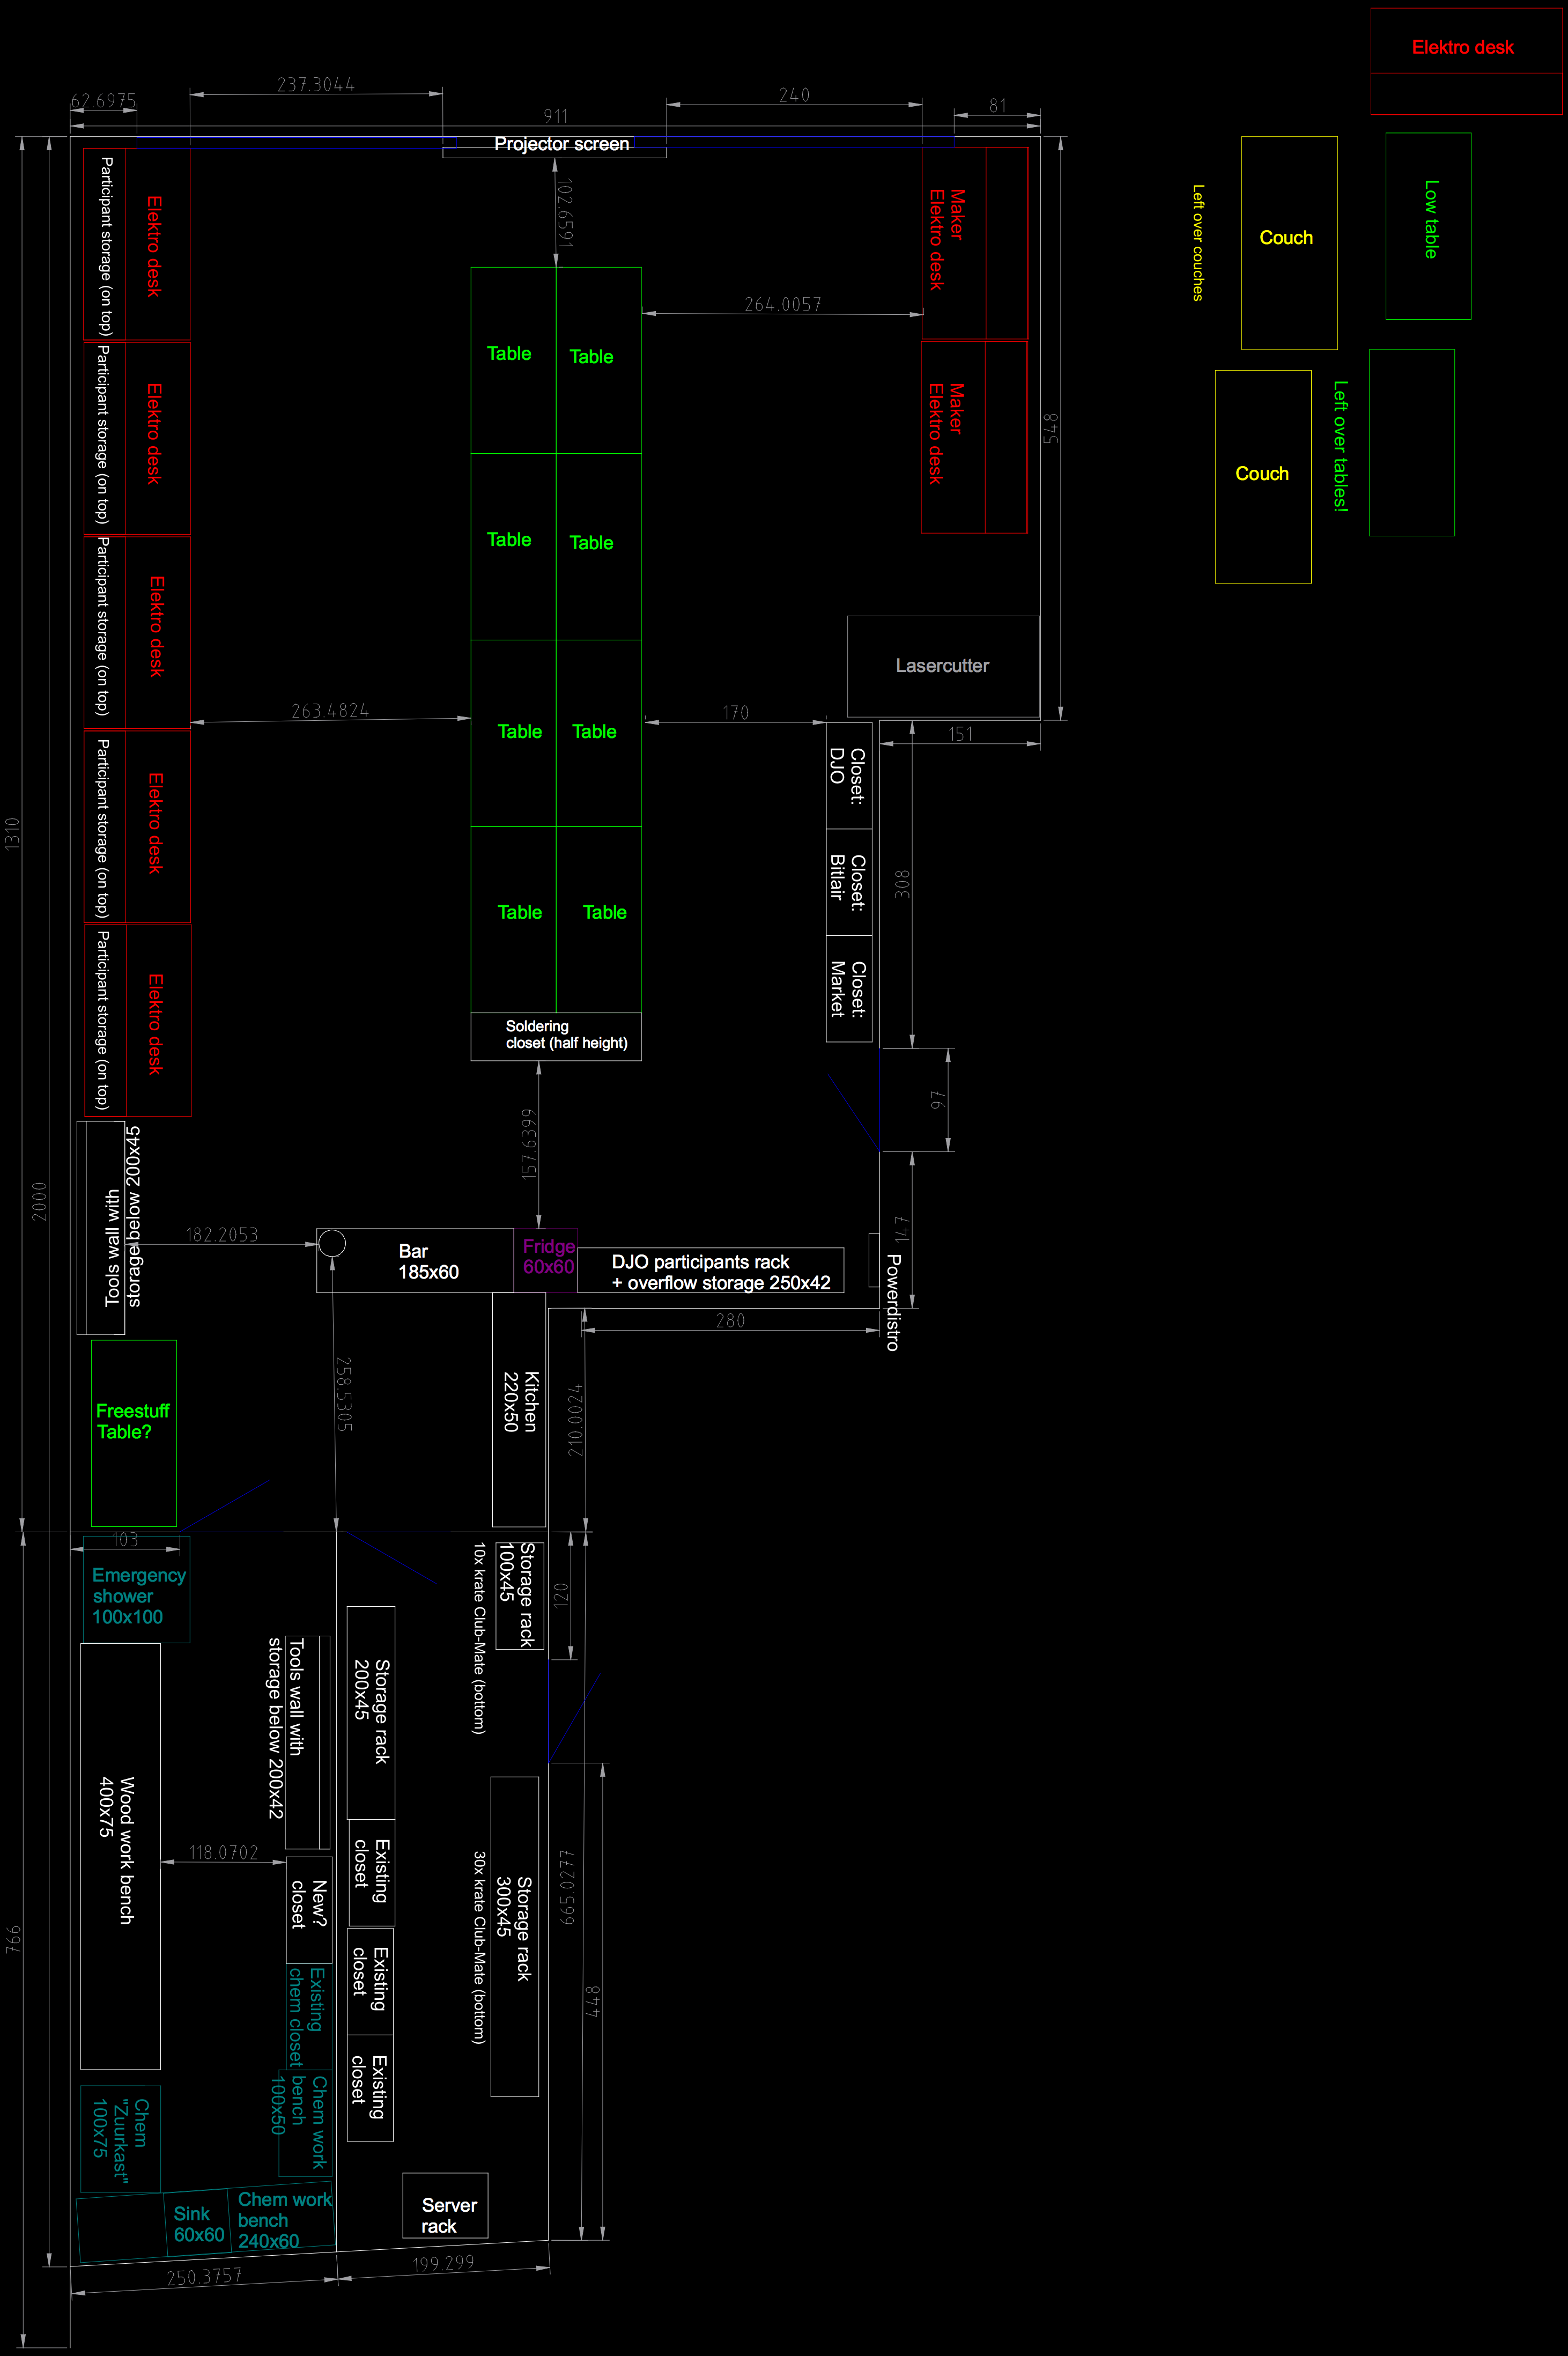 Elektro desk
237.3044
62.6975
240
81
911
Projector screen
102.6591
Participant storage (on top)
Elektro desk
Maker
Elektro desk
Left over couches
Couch
Low table
264.0057
Table
Table
548
Participant storage (on top)
Elektro desk
Maker
Elektro desk
Couch
Left over tables!
Table
Table
Participant storage (on top)
Elektro desk
Lasercutter
263.4824
170
151
Table
Table
Closet:
DJO
1310
Participant storage (on top)
Elektro desk
308
Closet:
Bitlair
Table
Table
Closet:
Market
Participant storage (on top)
Elektro desk
Soldering
closet (half height)
97
157.6399
Tools wall with
storage below 200x45
2000
182.2053
147
Bar
185x60
Fridge
60x60
DJO participants rack
+ overflow storage 250x42
Powerdistro
280
258.5305
Kitchen
220x50
210.0024
Freestuff
Table?
103
Emergency
shower
100x100
Storage rack
100x45
10x krate Club-Mate (bottom)
120
Tools wall with
storage below 200x42
Storage rack
200x45
Wood work bench
400x75
118.0702
Existing
closet
New?
closet
Storage rack
300x45
30x krate Club-Mate (bottom)
665.0277
766
Existing
closet
448
Existing
chem closet
Existing
closet
Chem work
bench
100x50
Chem
"Zuurkast"
100x75
Sink
60x60
Chem work
bench
240x60
Server
rack
250.3757
199.299